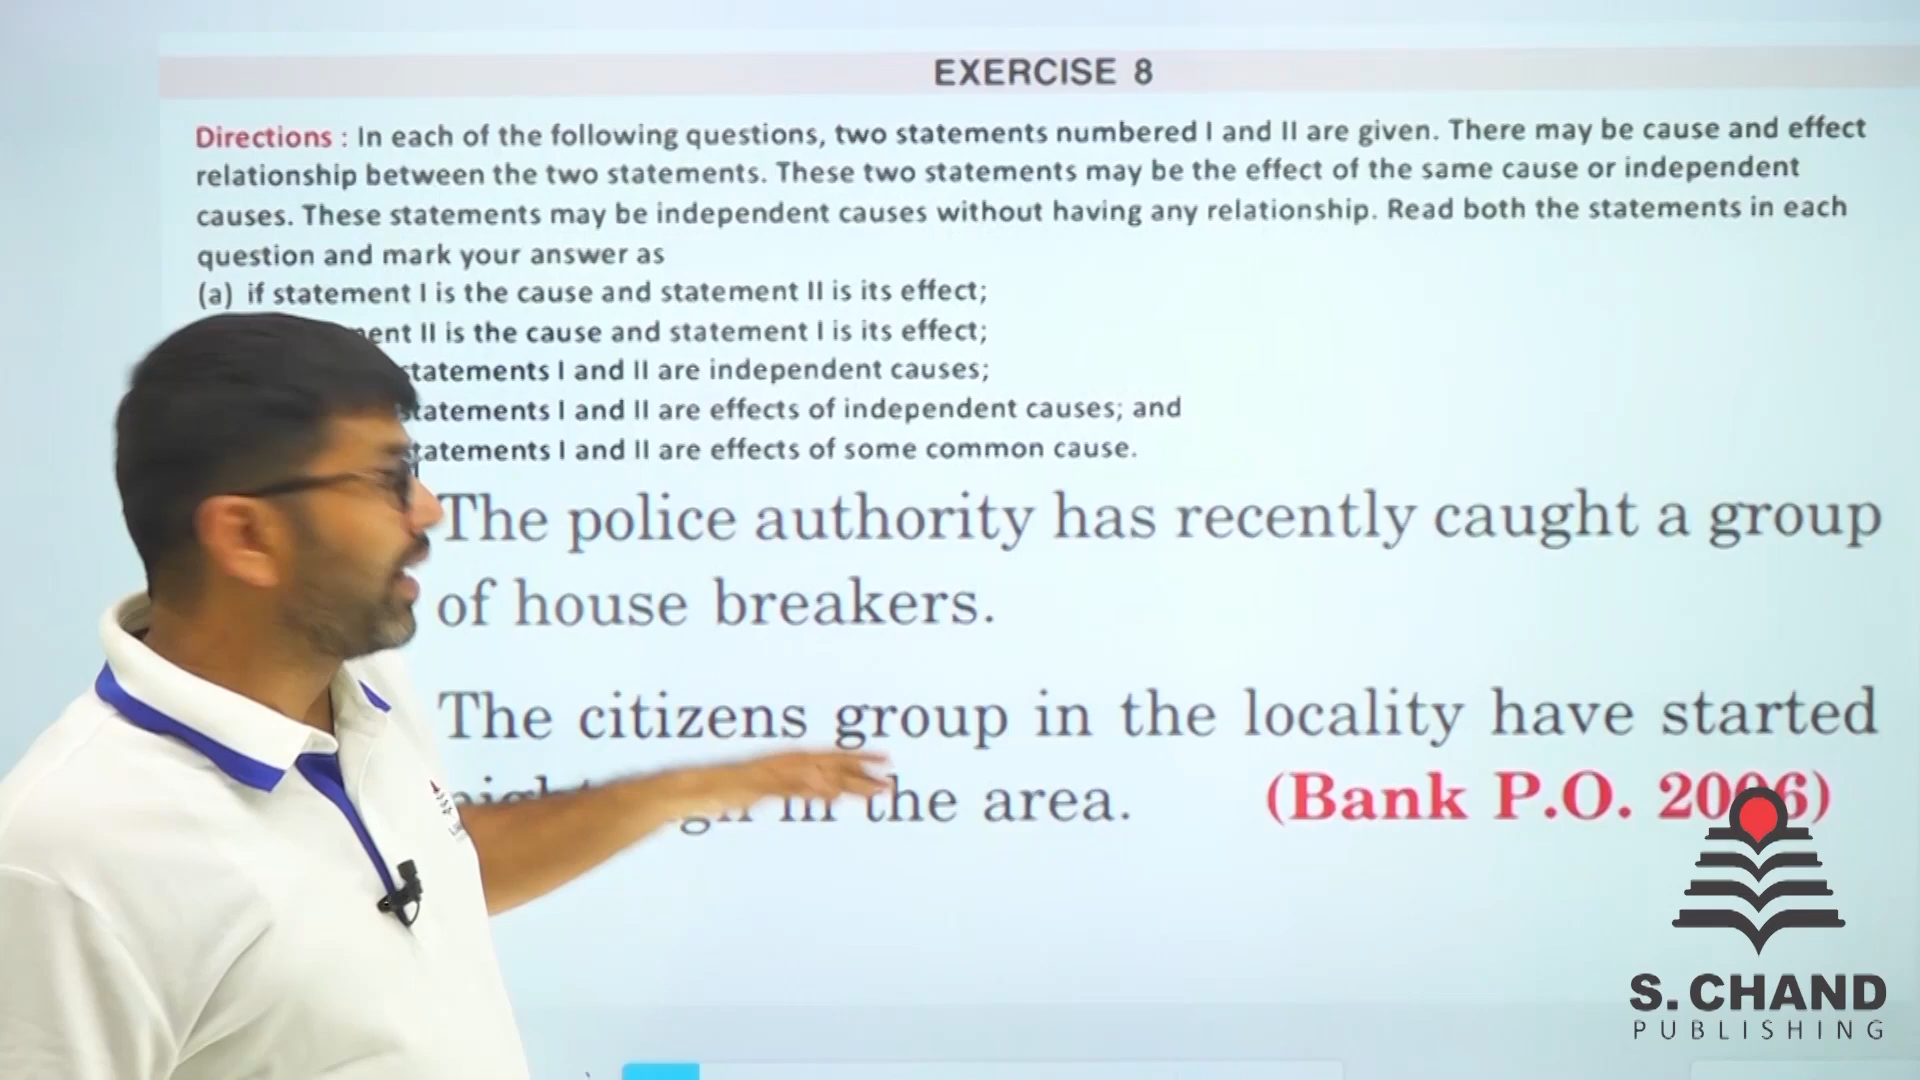 EXERCISE 8
Directions : In each of the following questions, two statements numbered I and II are given. There may be cause and effect
relationship between the two statements. These two statements may be the effect of the same cause or independent
causes. These statements may be independent causes without having any relationship. Read both the statements in each
question and mark your answer as
(a) if statement I is the cause and statement II is its effect;
II is the cause and statement I is its effect;
statements I and II are independent causes;
statements I and II are effects of independent causes; and
statements I and II are effects of some common cause.
The police authority has recently caught a group
of house breakers.
The citizens group in the locality have started
night in the area. (Bank P.O. 2006)
S. CHAND
PUBLISHING